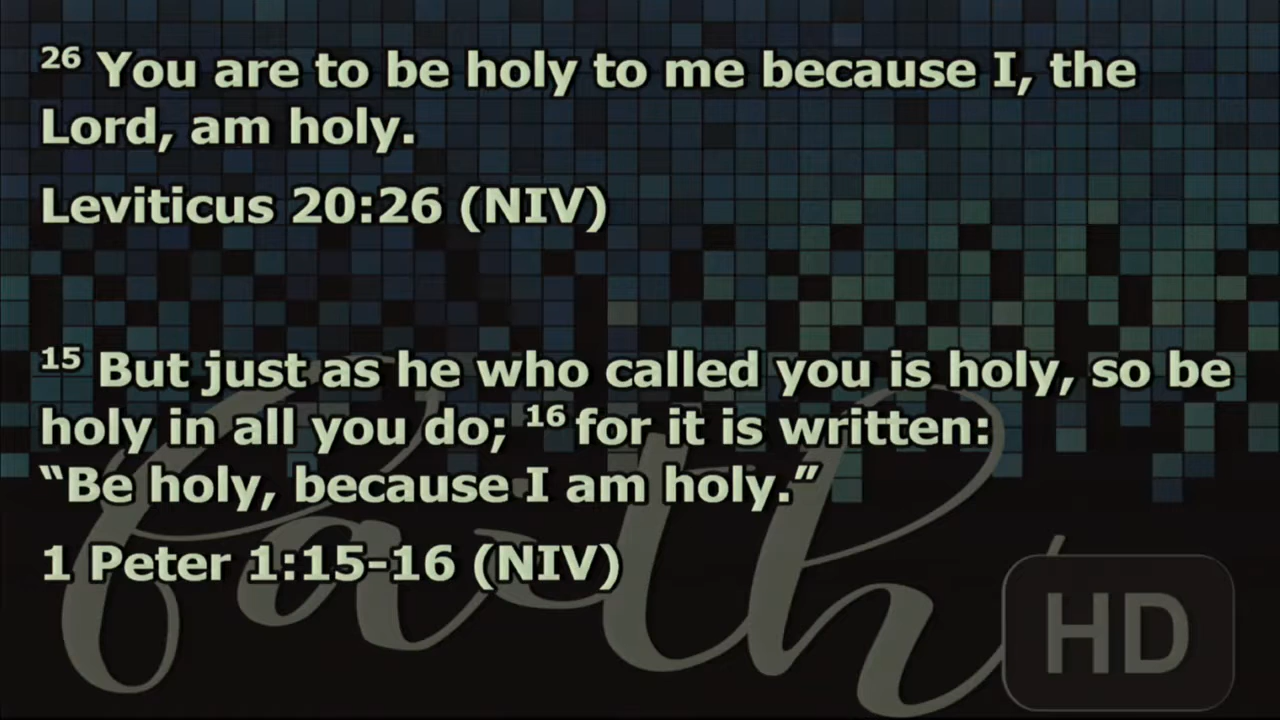 26 You are to be holy to me because I, the
Lord, am holy.
Leviticus 20:26 (NIV)
15 But just as he who called you is holy, so be
holy in all you do; 16 for it is written:
“Be holy, because I am holy.”
1 Peter 1:15-16 (NIV)
faith
HD